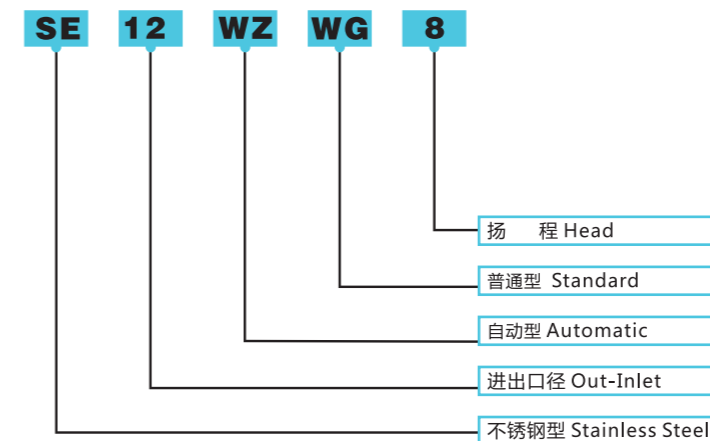 SE 12 WZ WG 8
扬 程 Head
普通型 Standard
自动型 Automatic
进出口径 Out-Inlet
不锈钢型 Stainless Steel